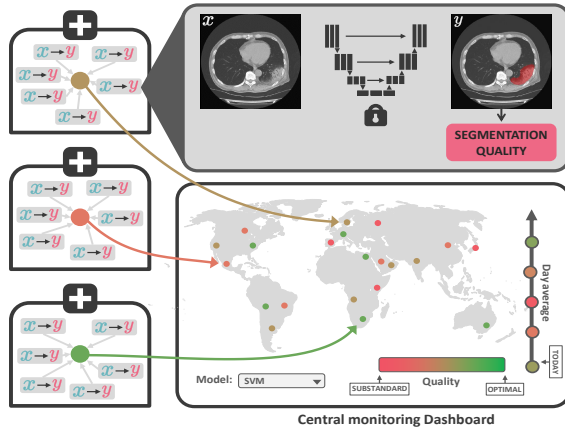 x→y
x→y
x→y
x→y
x→y
x→y
x
y
SEGMENTATION
QUALITY
x→y
x→y
x→y
x→y
x→y
x→y
x→y
x→y
x→y
x→y
x→y
x→y
Day average
TODAY
Model:
SVM
SUBSTANDARD
Quality
OPTIMAL
Central monitoring Dashboard